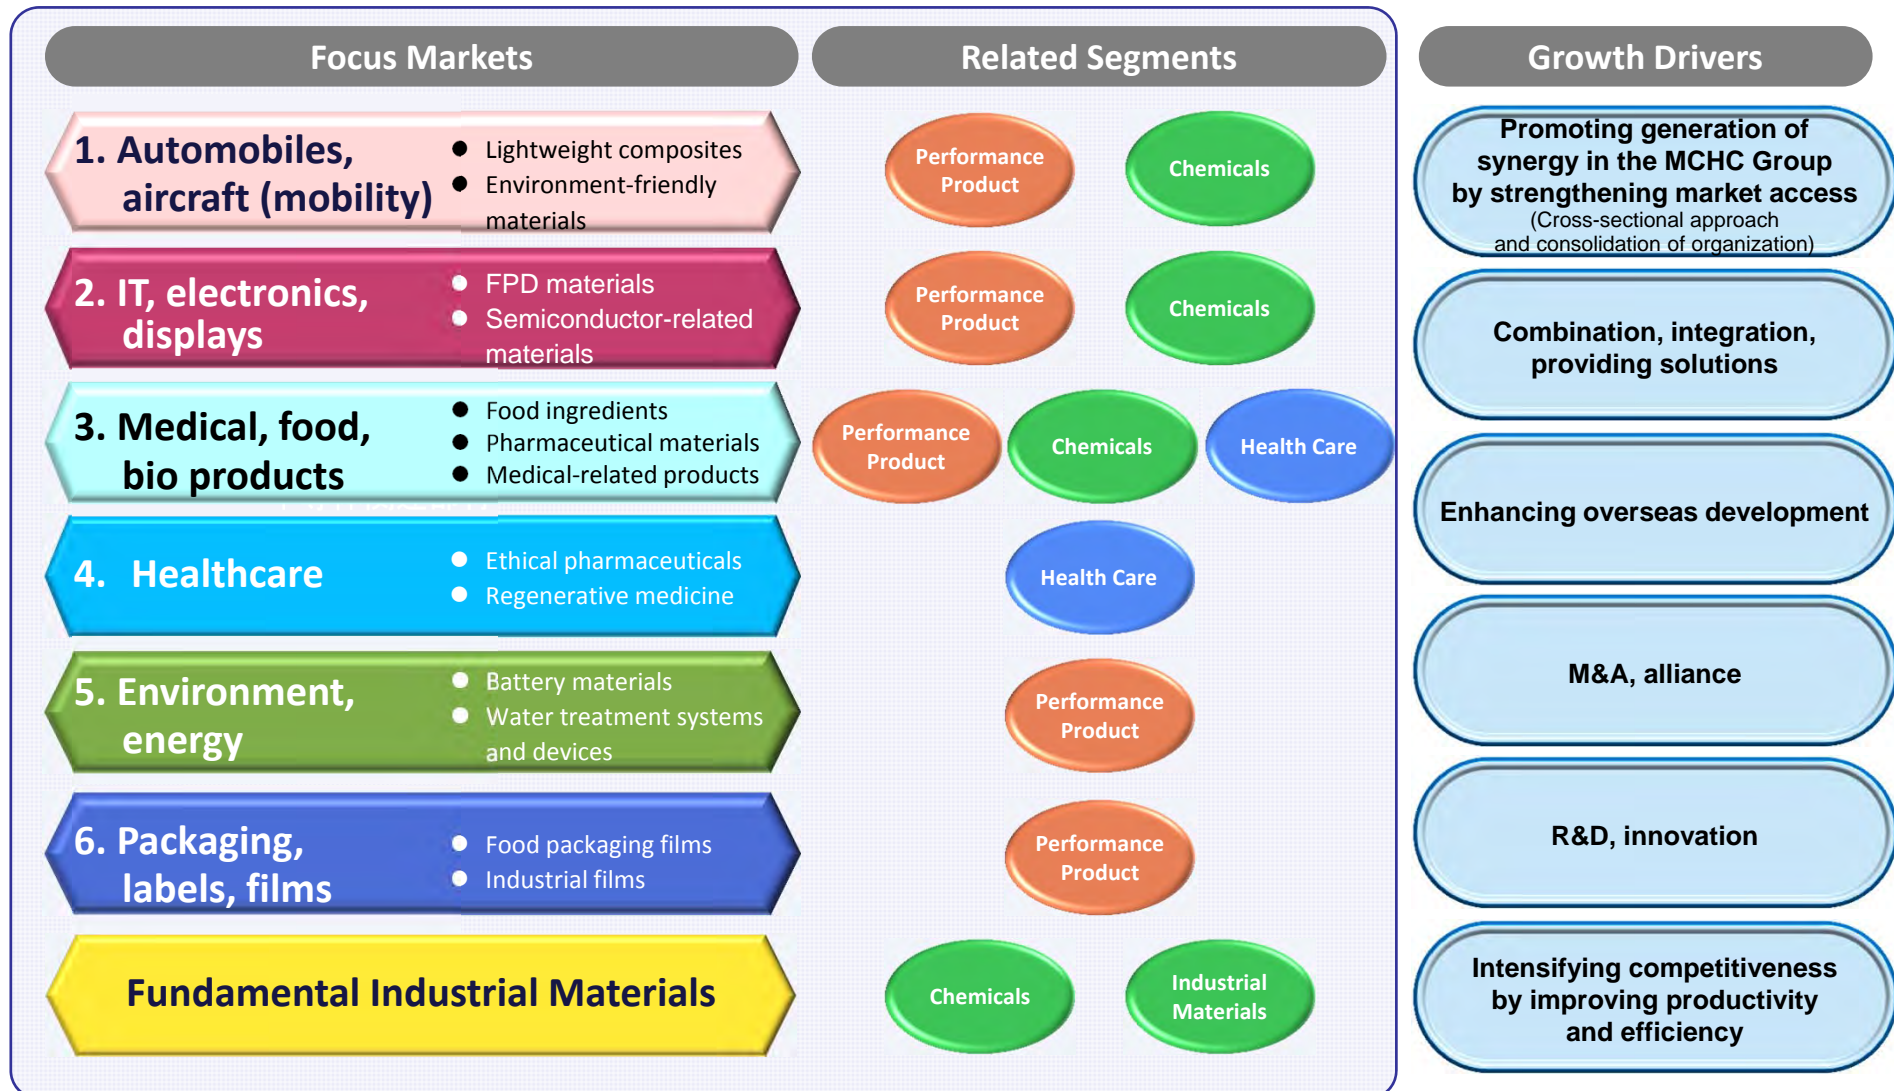 Focus Markets
Related Segments
Growth Drivers
1. Automobiles,
aircraft (mobility)
● Lightweight composites
● Environment-friendly
materials
Performance
Product
Chemicals
2. IT, electronics,
displays
● FPD materials
● Semiconductor-related
materials
Performance
Product
Chemicals
3. Medical, food,
bio products
● Food ingredients
● Pharmaceutical materials
● Medical-related products
Performance
Product
Chemicals
Health Care
4. Healthcare
● Ethical pharmaceuticals
● Regenerative medicine
Health Care
5. Environment,
energy
● Battery materials
● Water treatment systems
and devices
Performance
Product
6. Packaging,
labels, films
● Food packaging films
● Industrial films
Performance
Product
Fundamental Industrial Materials
Chemicals
Industrial
Materials
Promoting generation of
synergy in the MCHC Group
by strengthening market access
(Cross-sectional approach
and consolidation of organization)
Combination, integration,
providing solutions
Enhancing overseas development
M&A, alliance
R&D, innovation
Intensifying competitiveness
by improving productivity
and efficiency